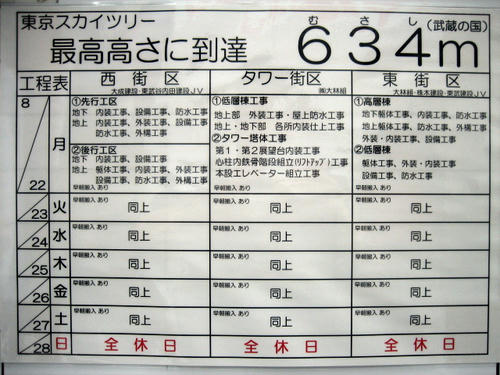 東京スカイツリー
むさし
最高高さに到達 634m (武蔵の国)
工程表 西街区 タワー街区 東街区
大成建設・東武谷内田建設JV ㈱大林組 大林組・株木建設・東武建設JV
8
月
22
①先行工区
地下 内装工事、設備工事、防水工事
地上 内装工事、外装工事、設備工事
防水工事、外構工事
②後行工区
地下 内装工事、設備工事
地上 躯体工事、内装工事、外装工事
設備工事、防水工事、外構工事
早朝搬入 あり
①低層棟工事
地上部 外装工事・屋上防水工事
地上・地下部 各所内装仕上工事
②タワー塔体工事
第1・第2展望台内装工事
心柱内鉄骨階段組立(リフトアップ)工事
本設エレベーター組立工事
早朝搬入 あり
①高層棟
地下躯体工事、内装工事、防水工事
地上躯体工事、内装工事、防水工事
外装・内装工事、設備工事
②低層棟
躯体工事、外装・内装工事
設備工事、防水工事、外構工事
早朝搬入 あり
23 火 早朝搬入 あり 同上 早朝搬入 あり 同上 早朝搬入 あり 同上
24 水 早朝搬入 あり 同上 早朝搬入 あり 同上 早朝搬入 あり 同上
25 木 早朝搬入 あり 同上 早朝搬入 あり 同上 早朝搬入 あり 同上
26 金 早朝搬入 あり 同上 早朝搬入 あり 同上 早朝搬入 あり 同上
27 土 早朝搬入 あり 同上 早朝搬入 あり 同上 早朝搬入 あり 同上
28 日 全休日 全休日 全休日